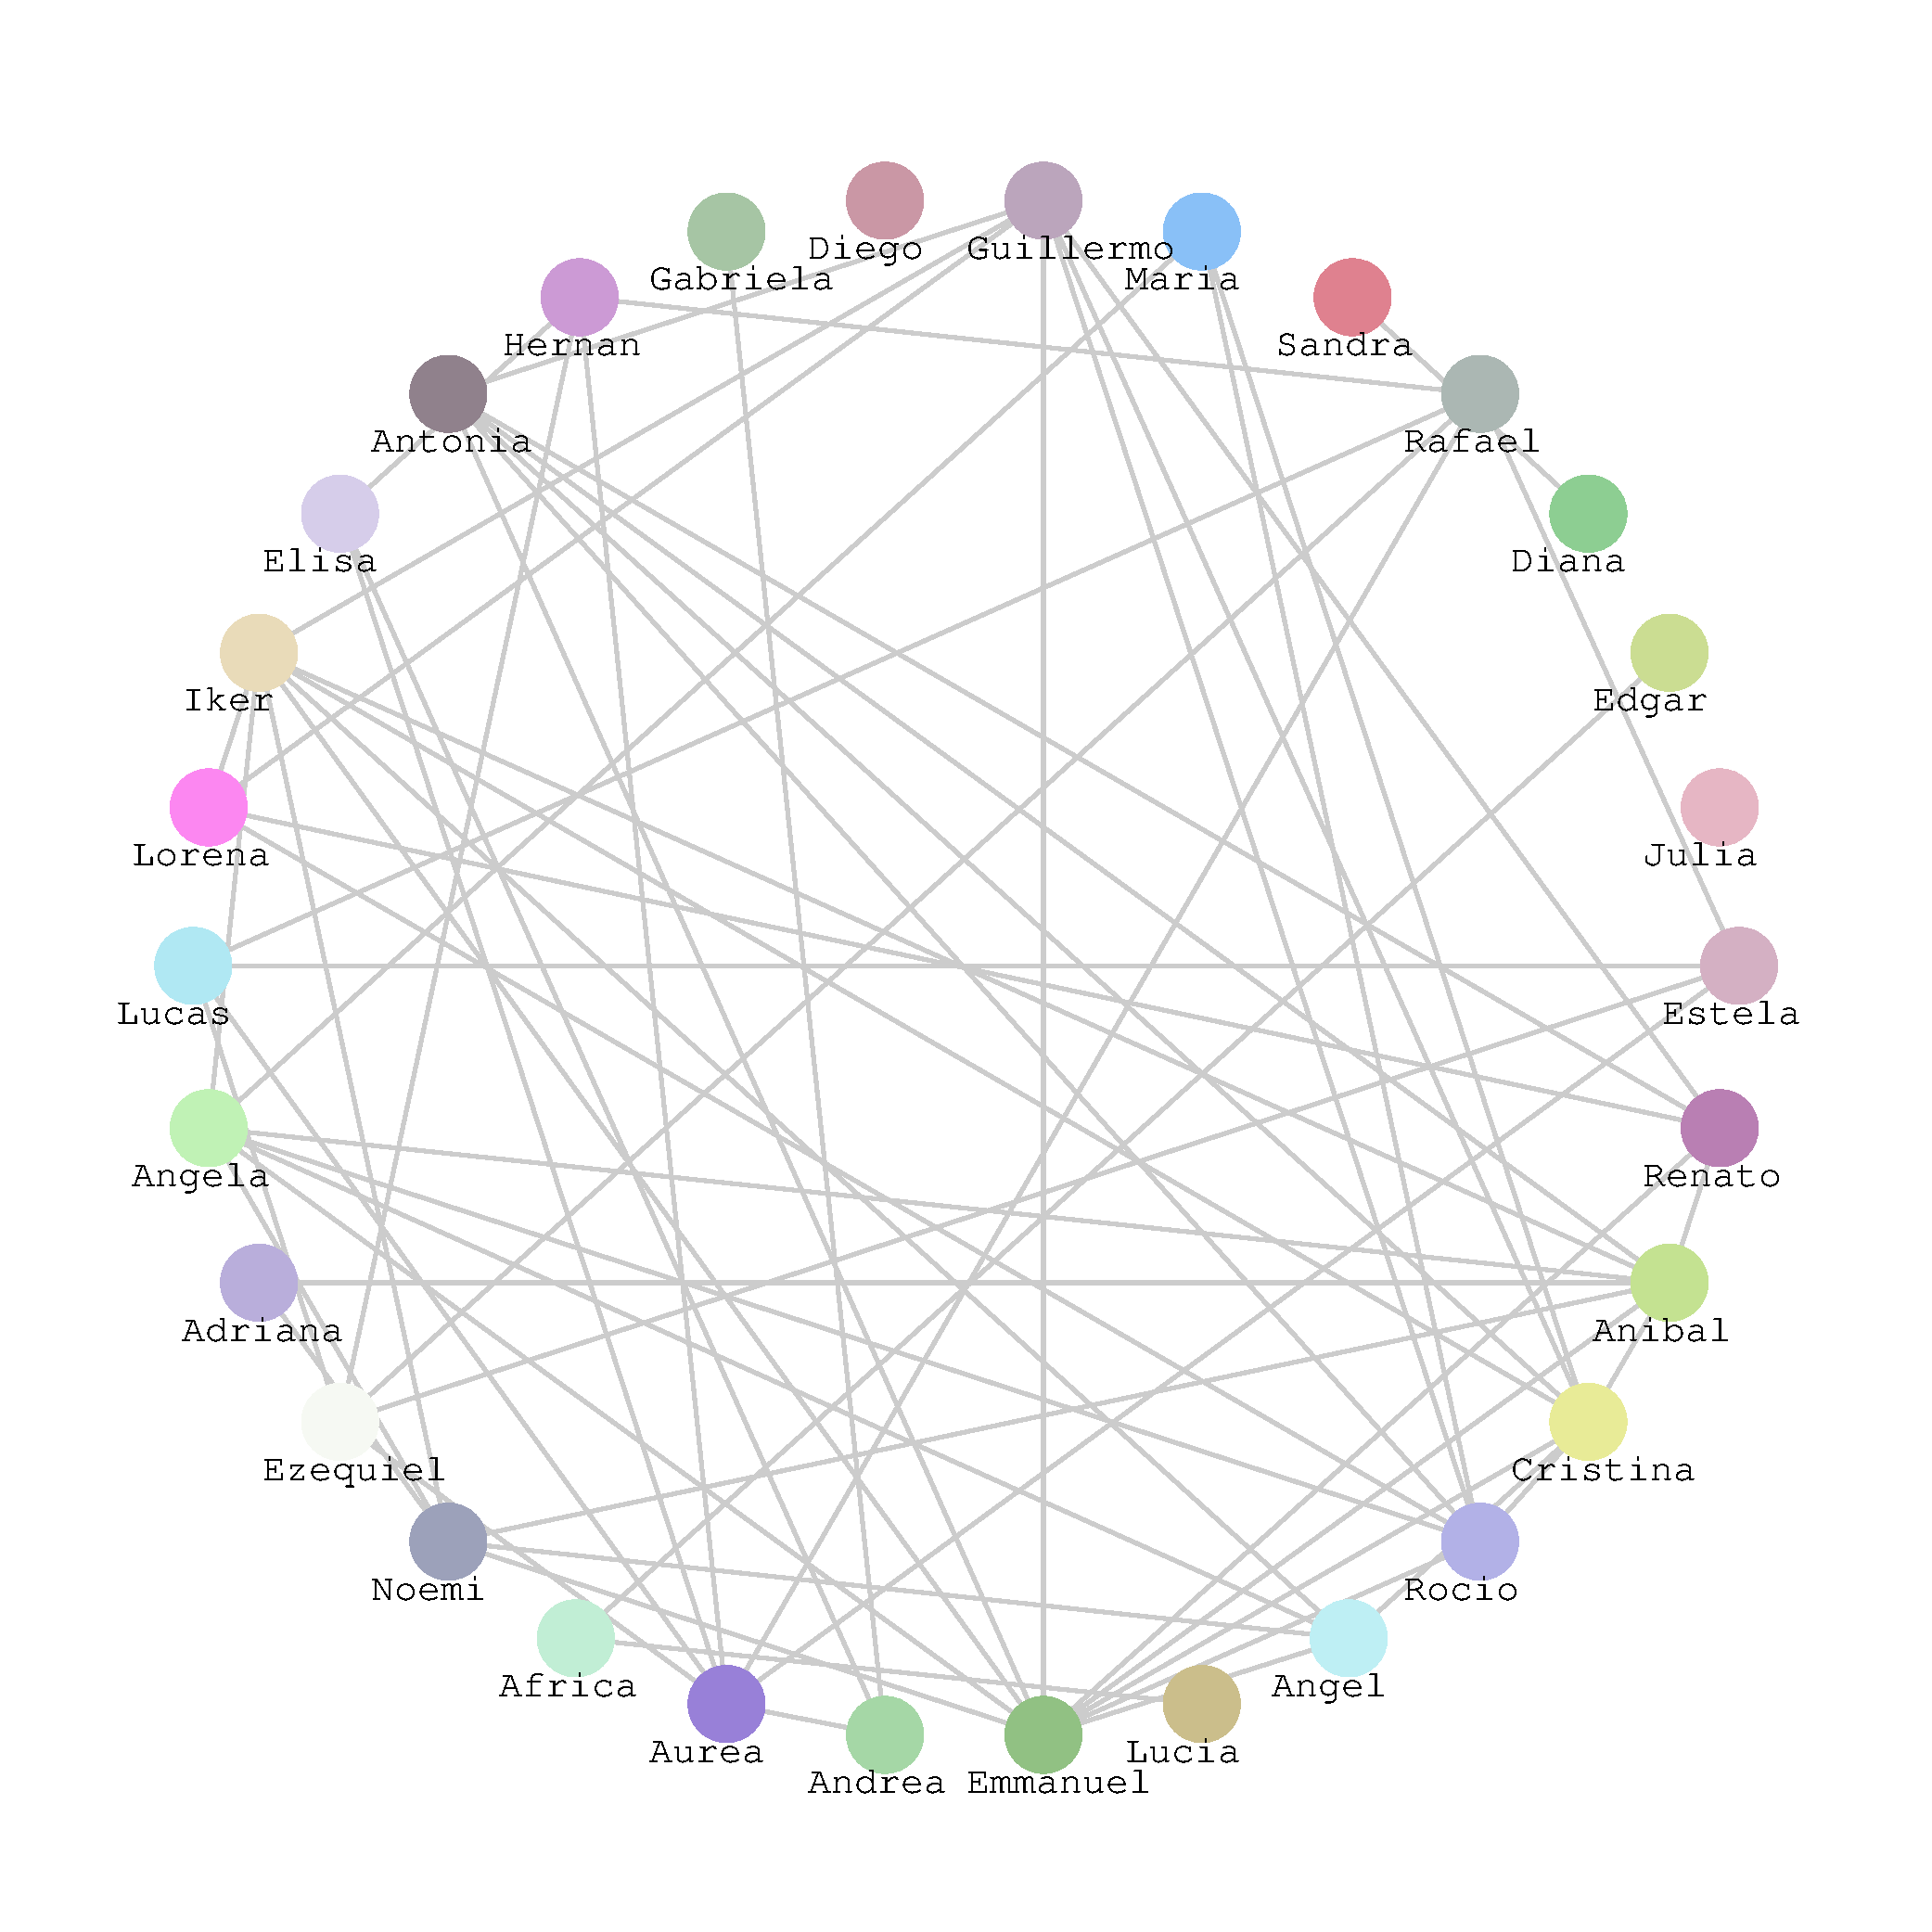 Diego
Guillermo
Gabriela
Maria
Hernan
Sandra
Antonia
Rafael
Elisa
Diana
Iker
Edgar
Lorena
Julia
Lucas
Estela
Angela
Renato
Adriana
Anibal
Ezequiel
Cristina
Noemi
Rocio
Africa
Angel
Aurea
Lucia
Andrea
Emmanuel